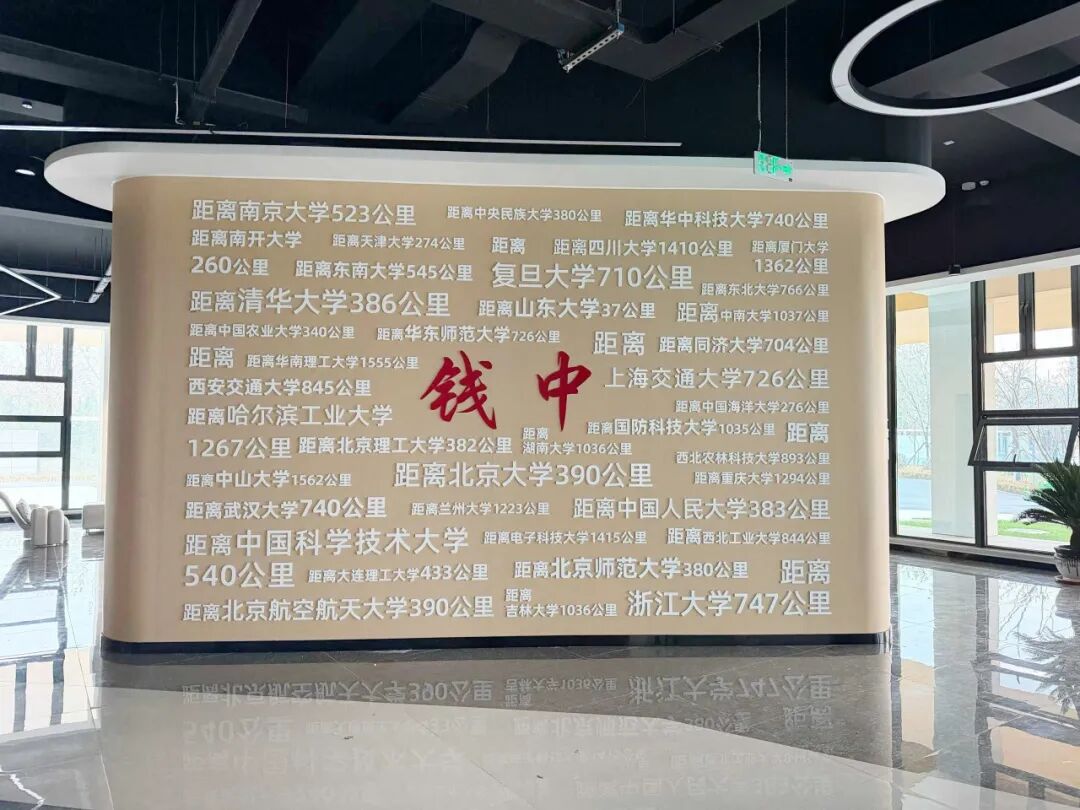 距离南京大学523公里 距离中央民族大学380公里 距离华中科技大学740公里
距离南开大学 距离天津大学274公里 距离 距离四川大学1410公里 距离厦门大学
260公里 距离东南大学545公里 复旦大学710公里 1362公里
距离东北大学766公里
距离清华大学386公里 距离山东大学37公里 距离中南大学1037公里
距离中国农业大学340公里 距离华东师范大学726公里 距离 距离同济大学704公里
距离 距离华南理工大学1555公里
西安交通大学845公里 钱中 上海交通大学726公里
距离哈尔滨工业大学 距离中国海洋大学276公里
距离 距离国防科技大学1035公里 距离
1267公里 距离北京理工大学382公里 湖南大学1036公里 西北农林科技大学893公里
距离中山大学1562公里 距离北京大学390公里 距离重庆大学1294公里
距离武汉大学740公里 距离兰州大学1223公里 距离中国人民大学383公里
距离中国科学技术大学 距离电子科技大学1415公里 距离西北工业大学844公里
540公里 距离大连理工大学433公里 距离北京师范大学380公里 距离
距离北京航空航天大学390公里 距离 浙江大学747公里
吉林大学1036公里